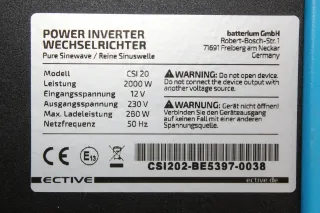 POWER INVERTER
WECHSELRICHTER
Pure Sinewave / Reine Sinuswelle
batterium GmbH
Robert-Bosch-Str.1
71691 Freiberg am Neckar
Germany
Modell CSI 20
Leistung 2000 W
Eingangsspannung 12 V
Ausgangsspannung 230 V
Max. Ladeleistung 280 W
Netzfrequenz 50 Hz
WARNING: Do not open device.
Do not connect the device output with
another voltage source.
WARNUNG: Gerät nicht öffnen!
Verbinden Sie den Geräteausgang
auf keinen Fall mit einer anderen
Spannungsquelle.
CE
E13
CSI202-BE5397-0038
ECTIVE
ective.de